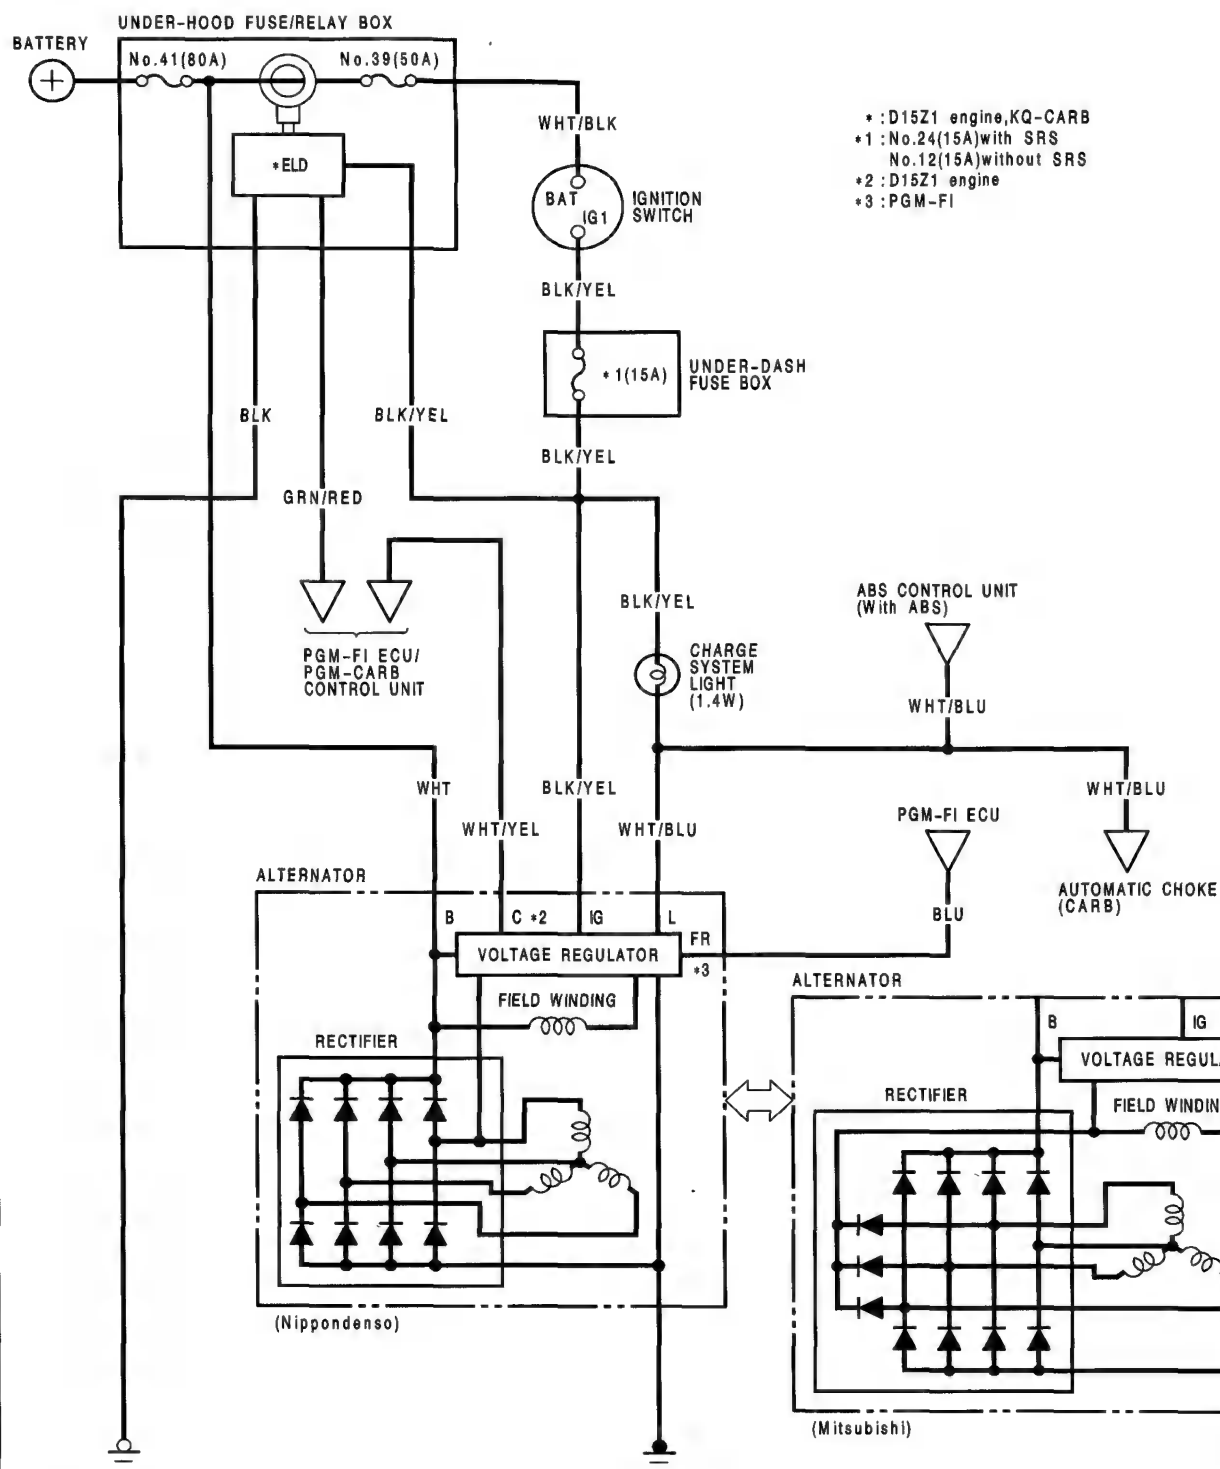 UNDER-HOOD FUSE/RELAY BOX
BATTERY
No.41(80A)
No.39(50A)
+
WHT/BLK
*ELD
* :D15Z1 engine,KQ-CARB
*1 :No.24(15A)with SRS
No.12(15A)without SRS
*2 :D15Z1 engine
*3 :PGM-FI
BAT
IG1
IGNITION
SWITCH
BLK/YEL
*1(15A)
UNDER-DASH
FUSE BOX
BLK
BLK/YEL
BLK/YEL
GRN/RED
PGM-FI ECU/
PGM-CARB
CONTROL UNIT
BLK/YEL
ABS CONTROL UNIT
(With ABS)
CHARGE
SYSTEM
LIGHT
(1.4W)
WHT/BLU
WHT
BLK/YEL
WHT/BLU
WHT/YEL
WHT/BLU
PGM-FI ECU
AUTOMATIC CHOKE
(CARB)
BLU
ALTERNATOR
B
C *2
IG
L
FR
*3
VOLTAGE REGULATOR
FIELD WINDING
RECTIFIER
(Nippondenso)
ALTERNATOR
B
IG
VOLTAGE REGUL
RECTIFIER
FIELD WINDIN
(Mitsubishi)